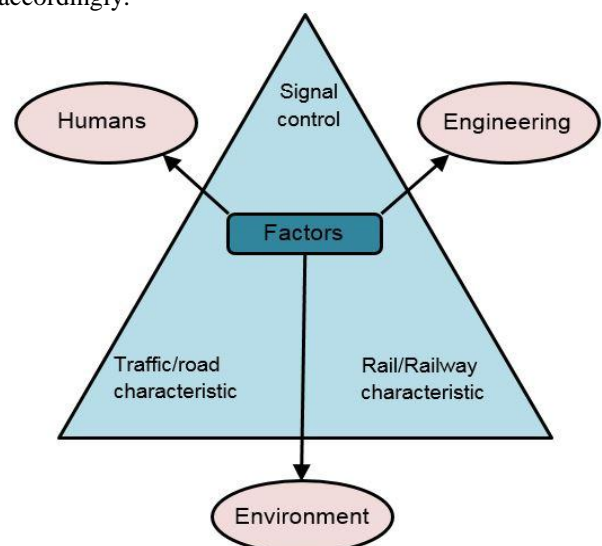 accordingly.
Signal
control
Humans
Engineering
Factors
Traffic/road
characteristic
Rail/Railway
characteristic
Environment